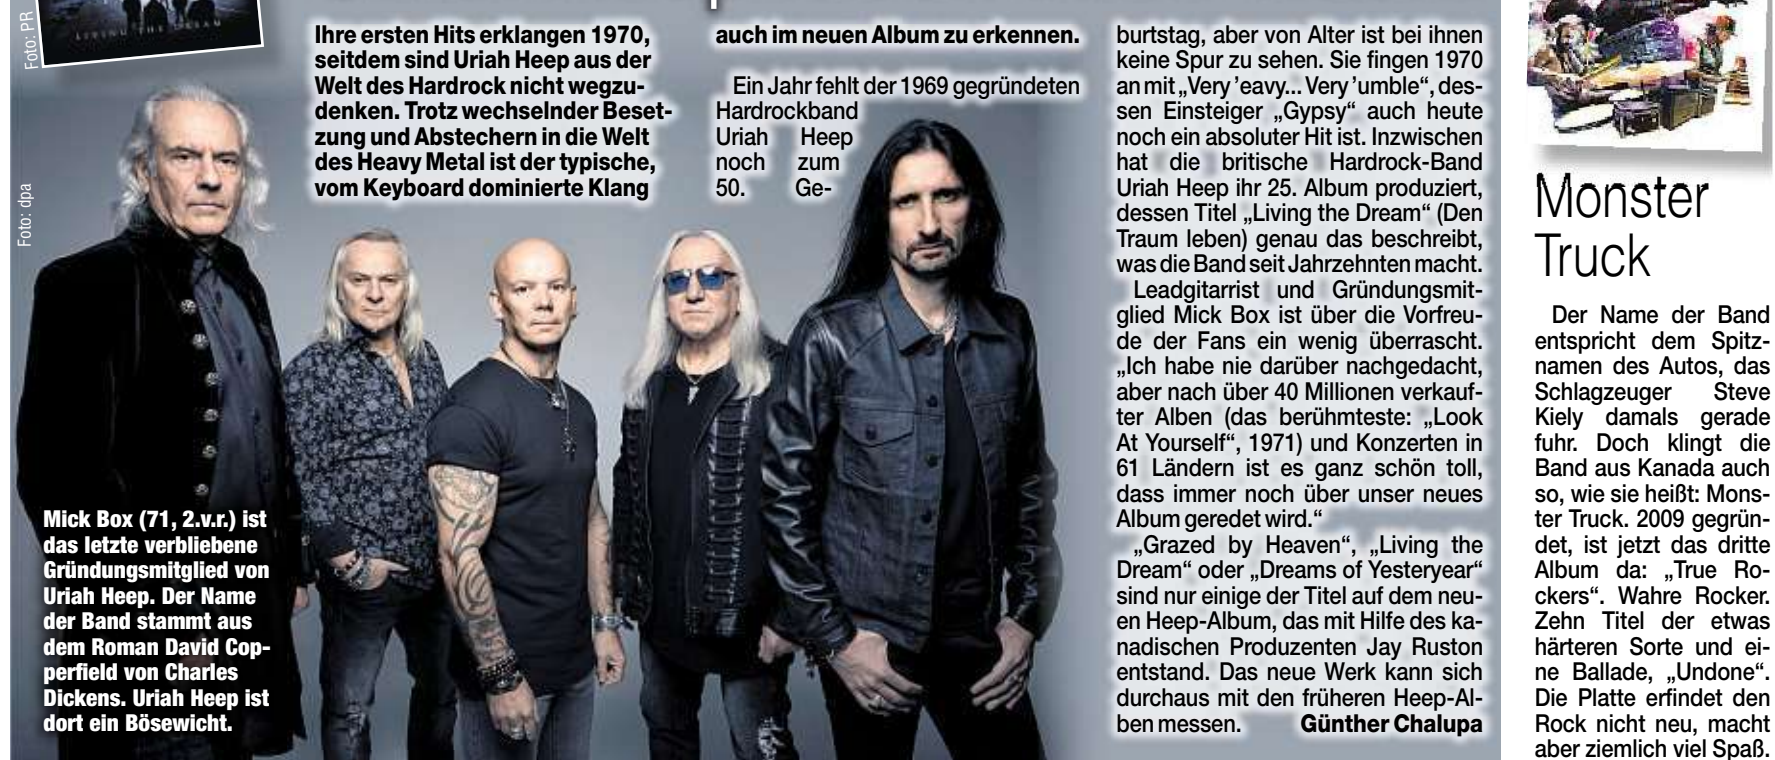 Foto: PR
LIVING THE DREAM
Foto: dpa
Ihre ersten Hits erklangen 1970,
seitdem sind Uriah Heep aus der
Welt des Hardrock nicht wegzu-
denken. Trotz wechselnder Beset-
zung und Abstechern in die Welt
des Heavy Metal ist der typische,
vom Keyboard dominierte Klang
auch im neuen Album zu erkennen.
Ein Jahr fehlt der 1969 gegründeten
Hardrockband
Uriah Heep
noch zum
50. Ge-
burtstag, aber von Alter ist bei ihnen
keine Spur zu sehen. Sie fingen 1970
an mit „Very ’eavy... Very ’umble“, des-
sen Einsteiger „Gypsy“ auch heute
noch ein absoluter Hit ist. Inzwischen
hat die britische Hardrock-Band
Uriah Heep ihr 25. Album produziert,
dessen Titel „Living the Dream“ (Den
Traum leben) genau das beschreibt,
was die Band seit Jahrzehnten macht.
Leadgitarrist und Gründungsmit-
glied Mick Box ist über die Vorfreu-
de der Fans ein wenig überrascht.
„Ich habe nie darüber nachgedacht,
aber nach über 40 Millionen verkauf-
ter Alben (das berühmteste: „Look
At Yourself“, 1971) und Konzerten in
61 Ländern ist es ganz schön toll,
dass immer noch über unser neues
Album geredet wird.“
„Grazed by Heaven“, „Living the
Dream“ oder „Dreams of Yesteryear“
sind nur einige der Titel auf dem neu-
en Heep-Album, das mit Hilfe des ka-
nadischen Produzenten Jay Ruston
entstand. Das neue Werk kann sich
durchaus mit den früheren Heep-Al-
ben messen. Günther Chalupa
Mick Box (71, 2.v.r.) ist
das letzte verbliebene
Gründungsmitglied von
Uriah Heep. Der Name
der Band stammt aus
dem Roman David Cop-
perfield von Charles
Dickens. Uriah Heep ist
dort ein Bösewicht.
Monster
Truck
Der Name der Band
entspricht dem Spitz-
namen des Autos, das
Schlagzeuger Steve
Kiely damals gerade
fuhr. Doch klingt die
Band aus Kanada auch
so, wie sie heißt: Mons-
ter Truck. 2009 gegrün-
det, ist jetzt das dritte
Album da: „True Ro-
ckers“. Wahre Rocker.
Zehn Titel der etwas
härteren Sorte und ei-
ne Ballade, „Undone“.
Die Platte erfindet den
Rock nicht neu, macht
aber ziemlich viel Spaß.